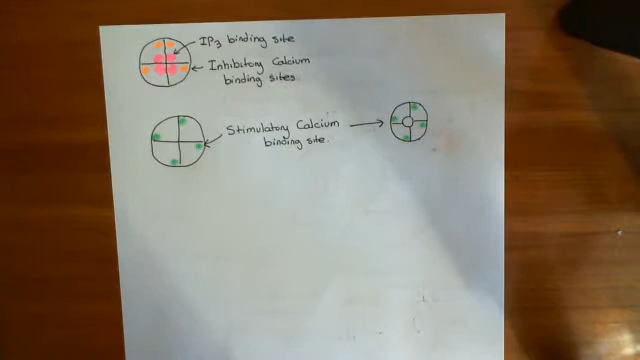 IP3 binding site
Inhibitory Calcium
binding sites.
Stimulatory Calcium
binding site.